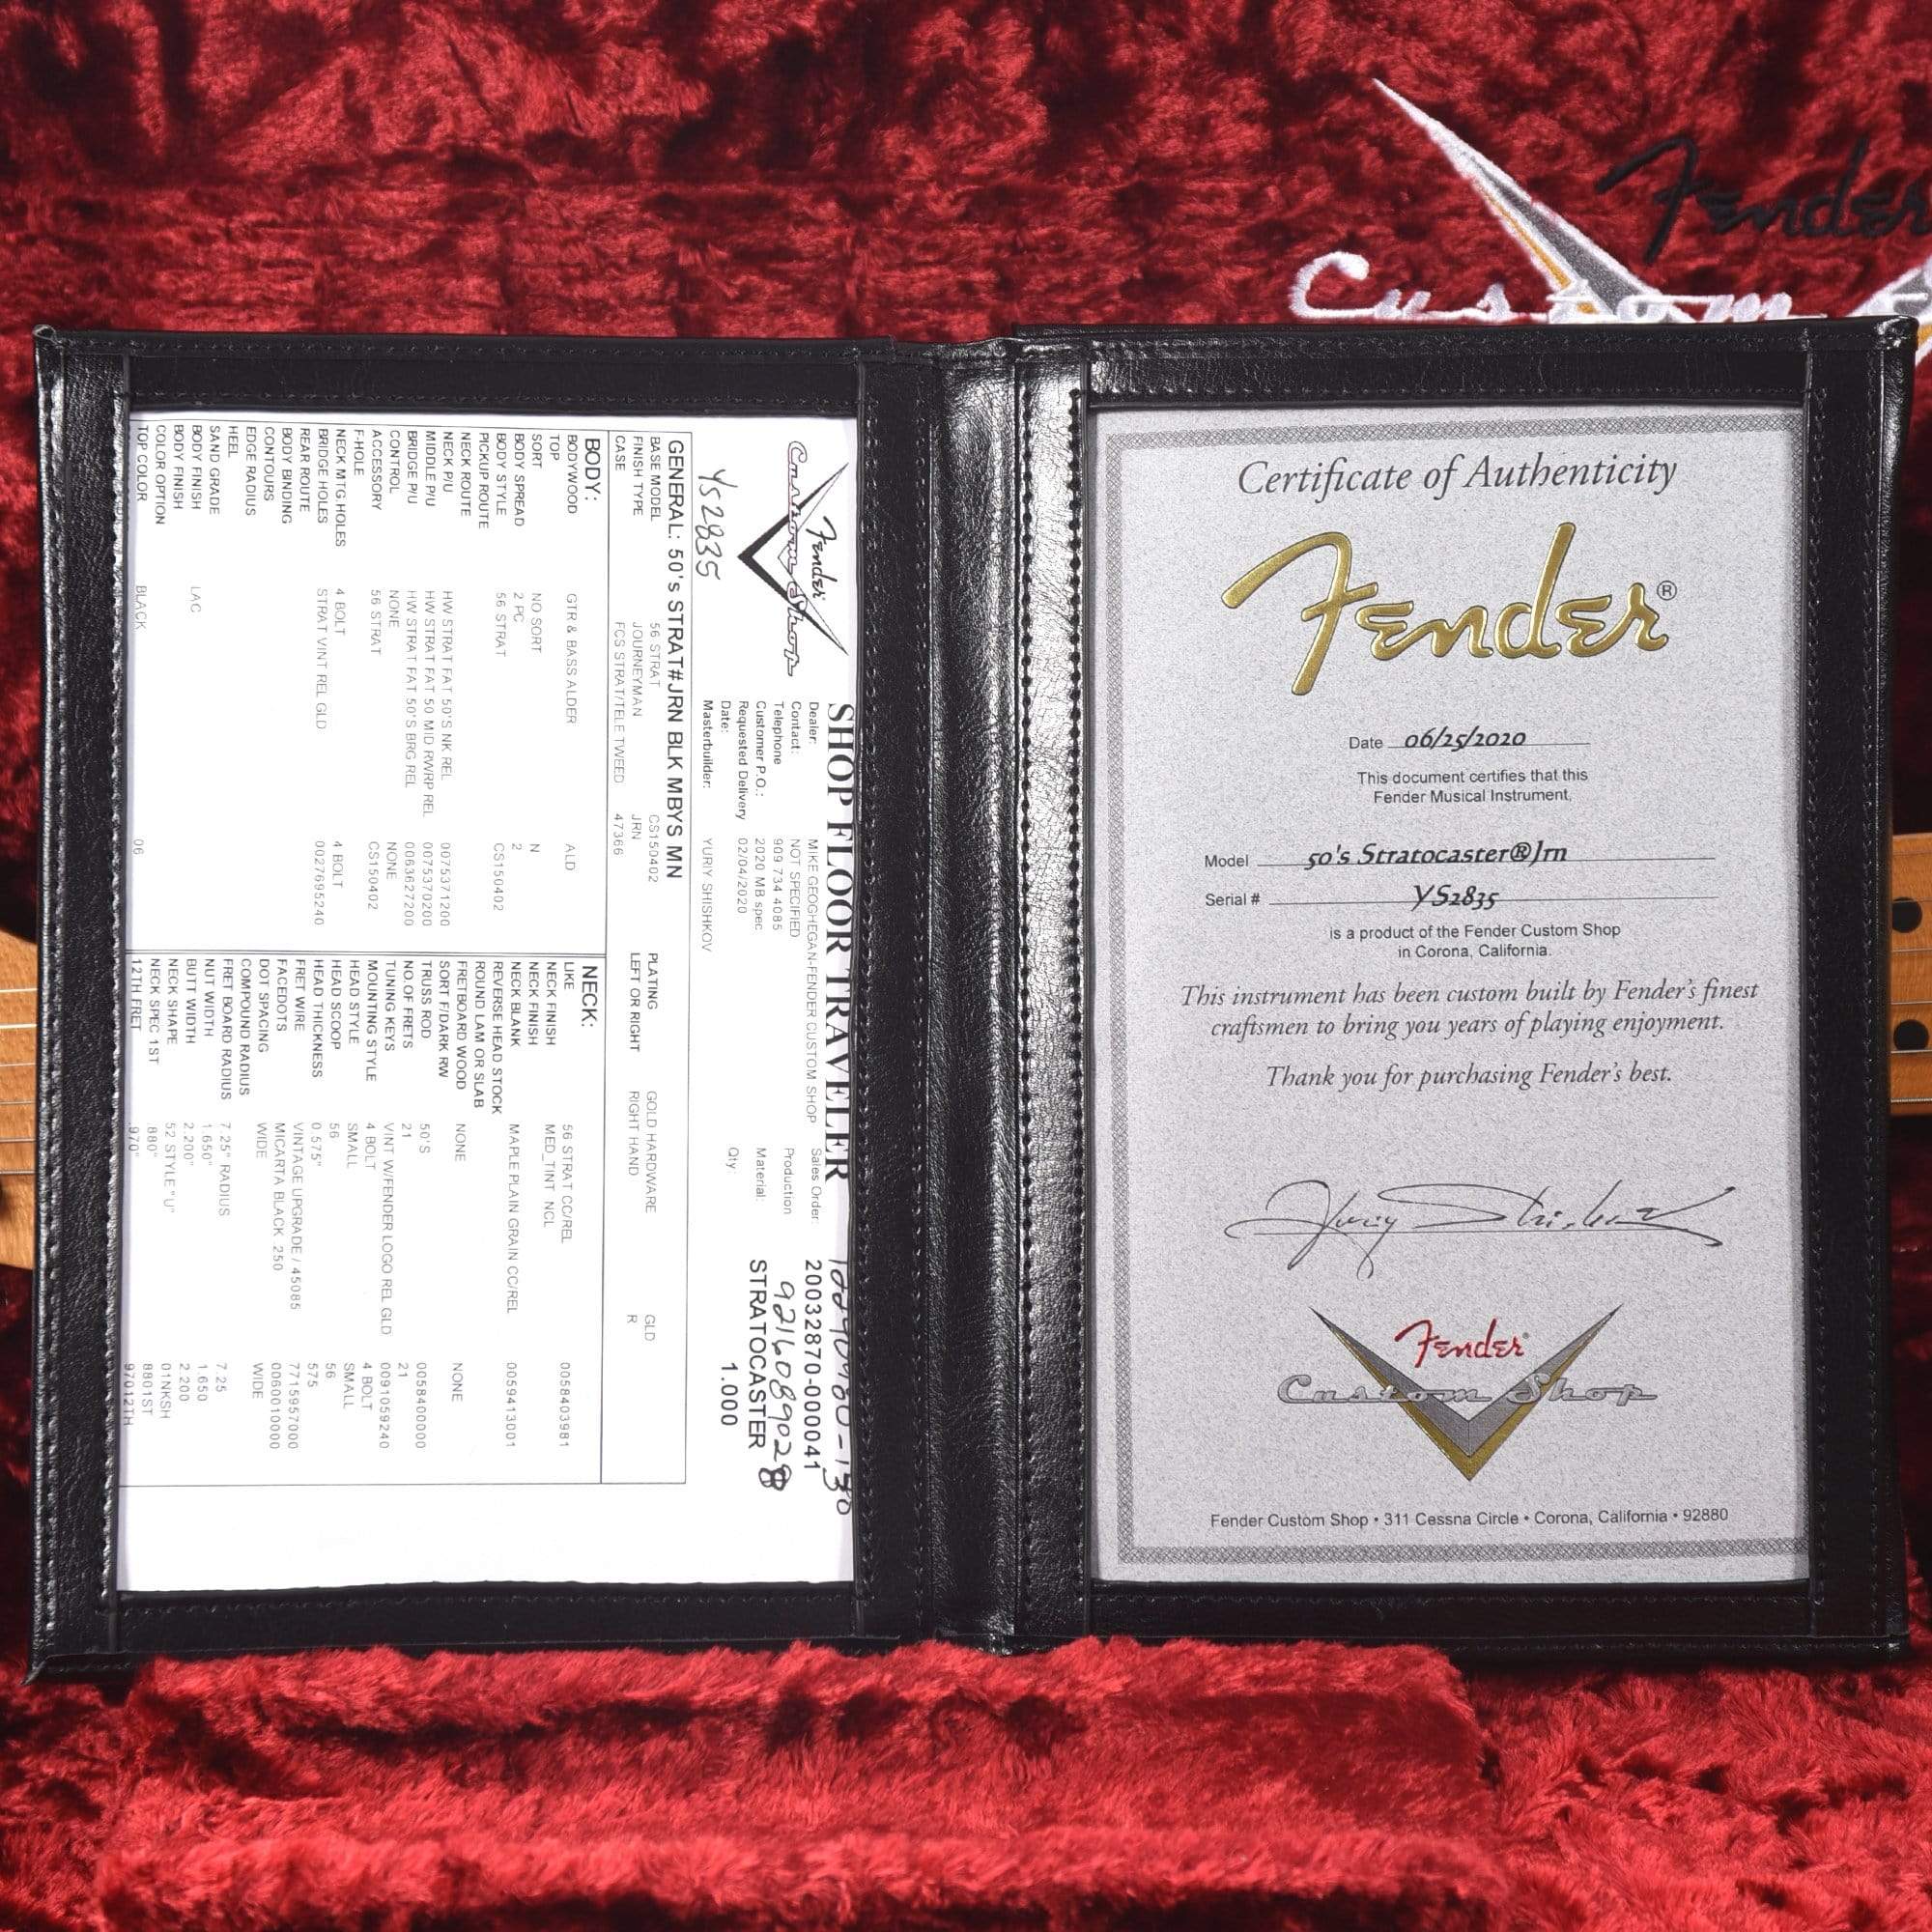 Fender
Custom
Fender
Custom Shop
YS2835
SHOP FLOOR TRAVELER
Dealer: MIKE GEOGHEGAN-FENDER CUSTOM SHOP
Contact: NOT SPECIFIED
Telephone 909 734 4085
Customer P.O.: 2020 MB spec
Requested Delivery 02/04/2020
Date:
Masterbuilder: YURIY SHISHKOV
Sales Order 20032870-000041
Production 9216089028
Material: STRATOCASTER
Qty 1.000
GENERAL: 50's STRAT#JRN BLK MBYS MN
BASE MODEL 56 STRAT CS150402 PLATING GOLD HARDWARE GLD
FINISH TYPE JOURNEYMAN JRN LEFT OR RIGHT RIGHT HAND R
CASE FCS STRAT/TELE TWEED 47366
BODY:
BODYWOOD GTR & BASS ALDER ALD
TOP
SORT NO SORT N
BODY SPREAD 2 PC 2
BODY STYLE 56 STRAT CS150402
PICKUP ROUTE
NECK ROUTE
NECK P/U HW STRAT FAT 50'S NK REL 0075371200
MIDDLE P/U HW STRAT FAT 50 MID RWRP REL 0075370200
BRIDGE P/U HW STRAT FAT 50'S BRG REL 0063627200
CONTROL NONE NONE
ACCESSORY 56 STRAT CS150402
F-HOLE
NECK MTG.HOLES 4 BOLT 4 BOLT
BRIDGE HOLES STRAT VINT REL GLD 0027695240
REAR ROUTE
BODY BINDING
CONTOURS
EDGE RADIUS
HEEL
SAND GRADE
BODY FINISH LAC
BODY FINISH
COLOR OPTION
TOP COLOR BLACK 06
NECK:
LIKE 56 STRAT CC/REL 0058403981
NECK FINISH MED_TINT NCL
NECK FINISH
NECK BLANK MAPLE PLAIN GRAIN CC/REL 0059413001
REVERSE HEAD STOCK
ROUND LAM OR SLAB
FRETBOARD WOOD NONE NONE
SORT F/DARK RW
TRUSS ROD 50'S 0058400000
NO.OF FRETS 21 21
TUNING KEYS VINT W/FENDER LOGO REL GLD 0091059240
MOUNTING STYLE 4 BOLT 4 BOLT
HEAD STYLE SMALL SMALL
HEAD SCOOP 56 56
HEAD THICKNESS 0.575" 575
FRET WIRE VINTAGE UPGRADE / 45085 7715957000
FACEDOTS MICARTA BLACK .250 0060010000
DOT SPACING WIDE WIDE
COMPOUND RADIUS
FRET BOARD RADIUS 7.25" RADIUS 7.25
NUT WIDTH 1.650" 1.650
BUTT WIDTH 2.200" 2.200
NECK SHAPE 52 STYLE "U" 01NKSH
NECK SPEC 1ST .880" 8801ST
12TH FRET .970" 97012TH
Certificate of Authenticity
Fender®
Date 06/25/2020
This document certifies that this
Fender Musical Instrument,
Model 50's Stratocaster®Jrn
Serial # YS2835
is a product of the Fender Custom Shop
in Corona, California.
This instrument has been custom built by Fender's finest
craftsmen to bring you years of playing enjoyment.
Thank you for purchasing Fender's best.
Fender
Custom Shop
Fender Custom Shop • 311 Cessna Circle • Corona, California • 92880